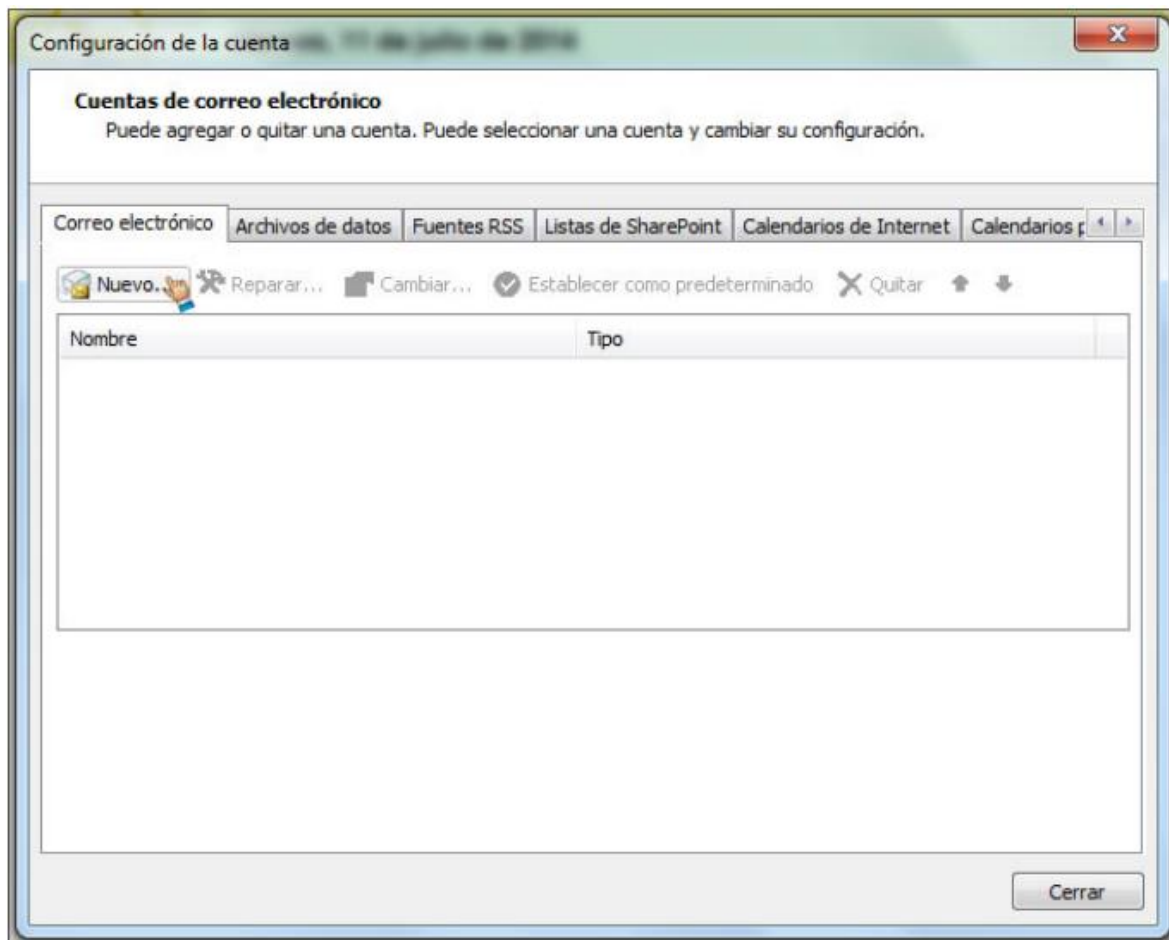 Configuración de la cuenta
Cuentas de correo electrónico
Puede agregar o quitar una cuenta. Puede seleccionar una cuenta y cambiar su configuración.
Correo electrónico Archivos de datos Fuentes RSS Listas de SharePoint Calendarios de Internet Calendarios
Nuevo... Reparar... Cambiar... Establecer como predeterminado Quitar
Nombre Tipo
Cerrar